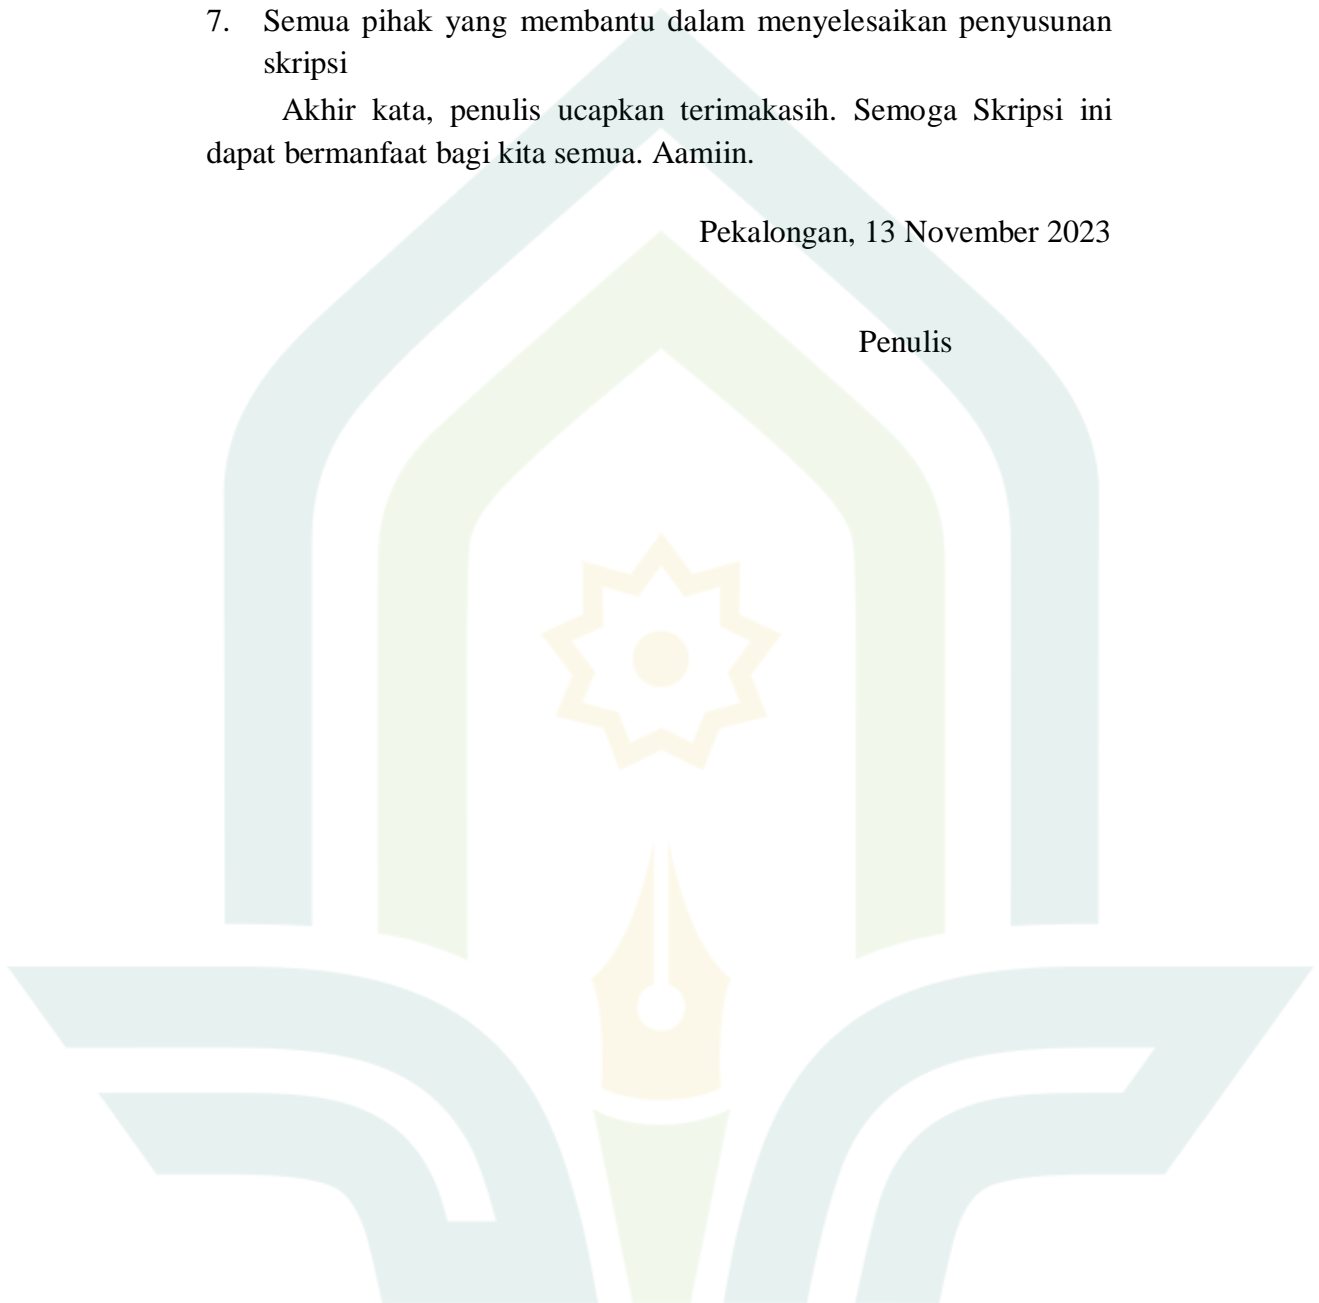 7. Semua pihak yang membantu dalam menyelesaikan penyusunan
skripsi
Akhir kata, penulis ucapkan terimakasih. Semoga Skripsi ini
dapat bermanfaat bagi kita semua. Aamiin.
Pekalongan, 13 November 2023
Penulis